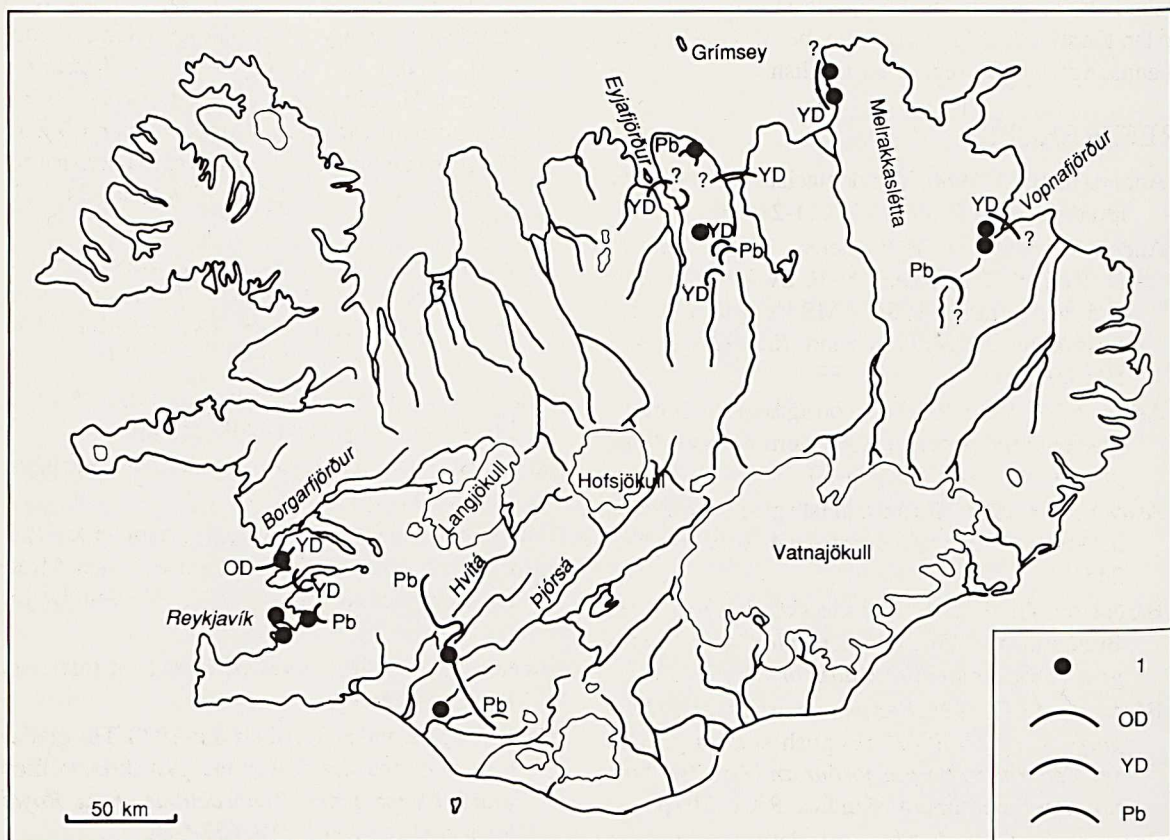 Grímsey
?
Eyjafjörður
YD
Melrakkaslétta
Pb
?
?
YD
YD
Vopnafjörður
YD
?
YD
Pb
YD
Pb
?
Borgarfjörður
Langjökull
Hofsjökull
Vatnajökull
YD
OD
YD
Pb
Hvítá
Þjórsá
Reykjavík
Pb
Pb
50 km
1
OD
YD
Pb